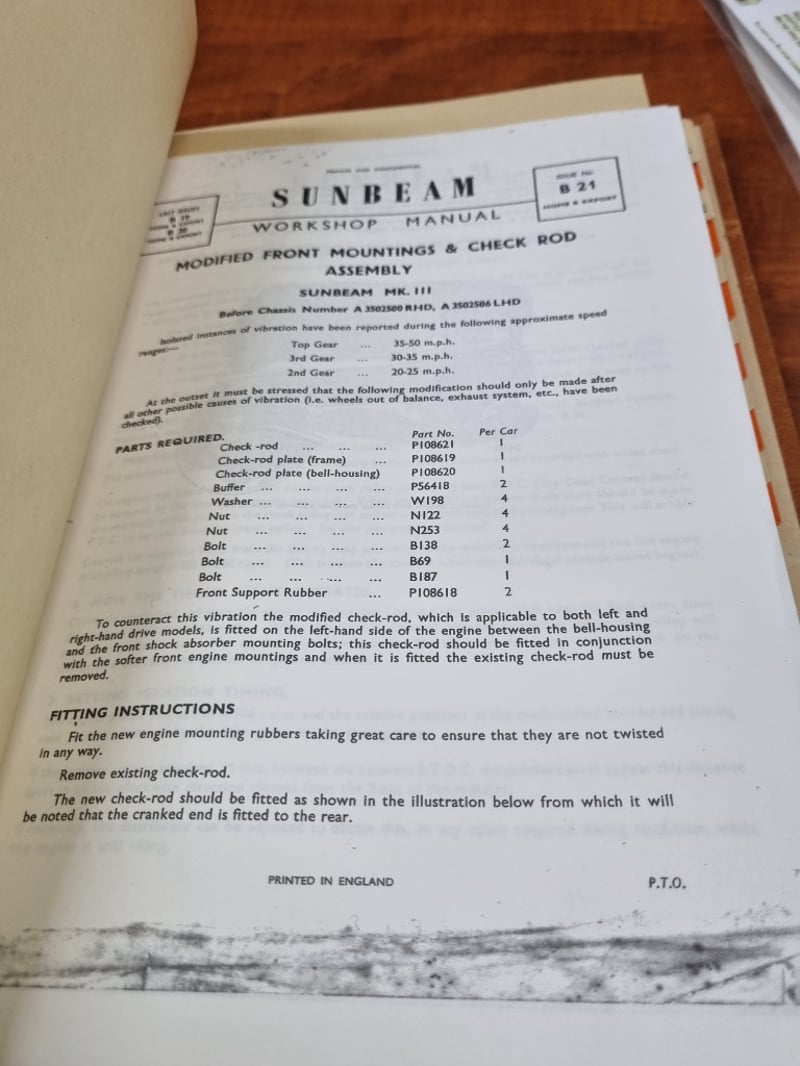 SUNBEAM
WORKSHOP MANUAL
LAST ISSUES
B 19
HOME & EXPORT
B 20
HOME & EXPORT
ISSUE No.
B 21
HOME & EXPORT
MODIFIED FRONT MOUNTINGS & CHECK ROD
ASSEMBLY
SUNBEAM MK. III
Before Chassis Number A 3502500 RHD, A 3502506 LHD
Isolated instances of vibration have been reported during the following approximate speed
ranges:—
Top Gear ... 35-50 m.p.h.
3rd Gear ... 30-35 m.p.h.
2nd Gear ... 20-25 m.p.h.
At the outset it must be stressed that the following modification should only be made after
all other possible causes of vibration (i.e. wheels out of balance, exhaust system, etc., have been
checked).
PARTS REQUIRED. Part No. Per Car
Check -rod ... ... ... P108621 1
Check-rod plate (frame) ... P108619 1
Check-rod plate (bell-housing) P108620 1
Buffer ... ... ... ... P56418 2
Washer ... ... ... ... W198 4
Nut ... ... ... ... N122 4
Nut ... ... ... ... N253 4
Bolt ... ... ... ... B138 2
Bolt ... ... ... ... B69 1
Bolt ... ... ... ... B187 1
Front Support Rubber ... P108618 2
To counteract this vibration the modified check-rod, which is applicable to both left and
right-hand drive models, is fitted on the left-hand side of the engine between the bell-housing
and the front shock absorber mounting bolts; this check-rod should be fitted in conjunction
with the softer front engine mountings and when it is fitted the existing check-rod must be
removed.
FITTING INSTRUCTIONS
Fit the new engine mounting rubbers taking great care to ensure that they are not twisted
in any way.
Remove existing check-rod.
The new check-rod should be fitted as shown in the illustration below from which it will
be noted that the cranked end is fitted to the rear.
PRINTED IN ENGLAND
P.T.O.